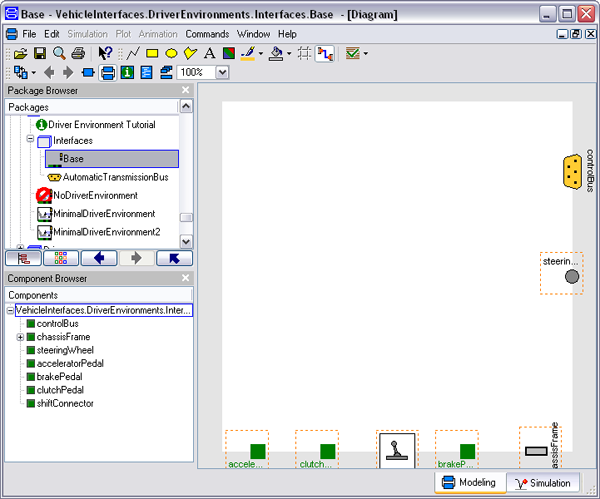 Base - VehicleInterfaces.DriverEnvironments.Interfaces.Base - [Diagram]
File Edit Simulation Plot Animation Commands Window Help
A
100%
Package Browser
Packages
Driver Environment Tutorial
Interfaces
Base
AutomaticTransmissionBus
NoDriverEnvironment
MinimalDriverEnvironment
MinimalDriverEnvironment2
Component Browser
Components
VehicleInterfaces.DriverEnvironments.Inter...
controlBus
chassisFrame
steeringWheel
acceleratorPedal
brakePedal
clutchPedal
shiftConnector
controlBus
steerin...
accele...
clutch...
brakeP...
assisFrame
Modeling
Simulation